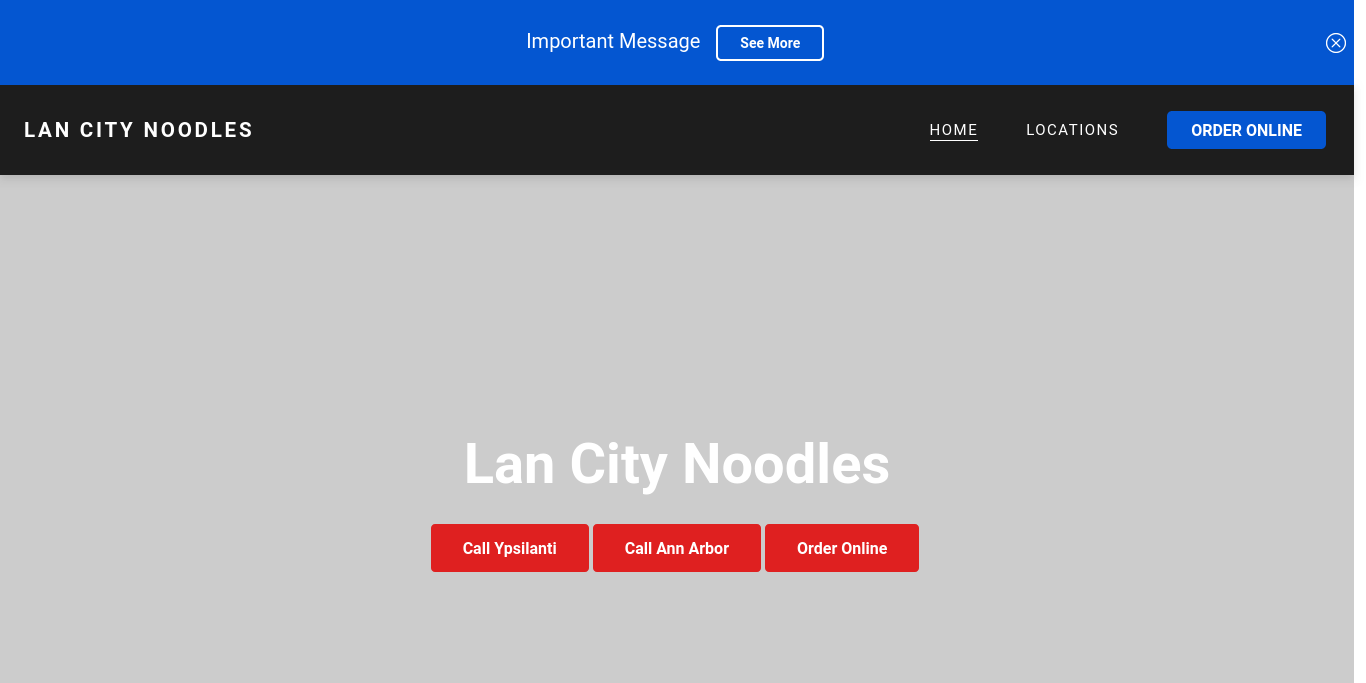 Important Message
See More
LAN CITY NOODLES
HOME
LOCATIONS
ORDER ONLINE
Lan City Noodles
Call Ypsilanti
Call Ann Arbor
Order Online